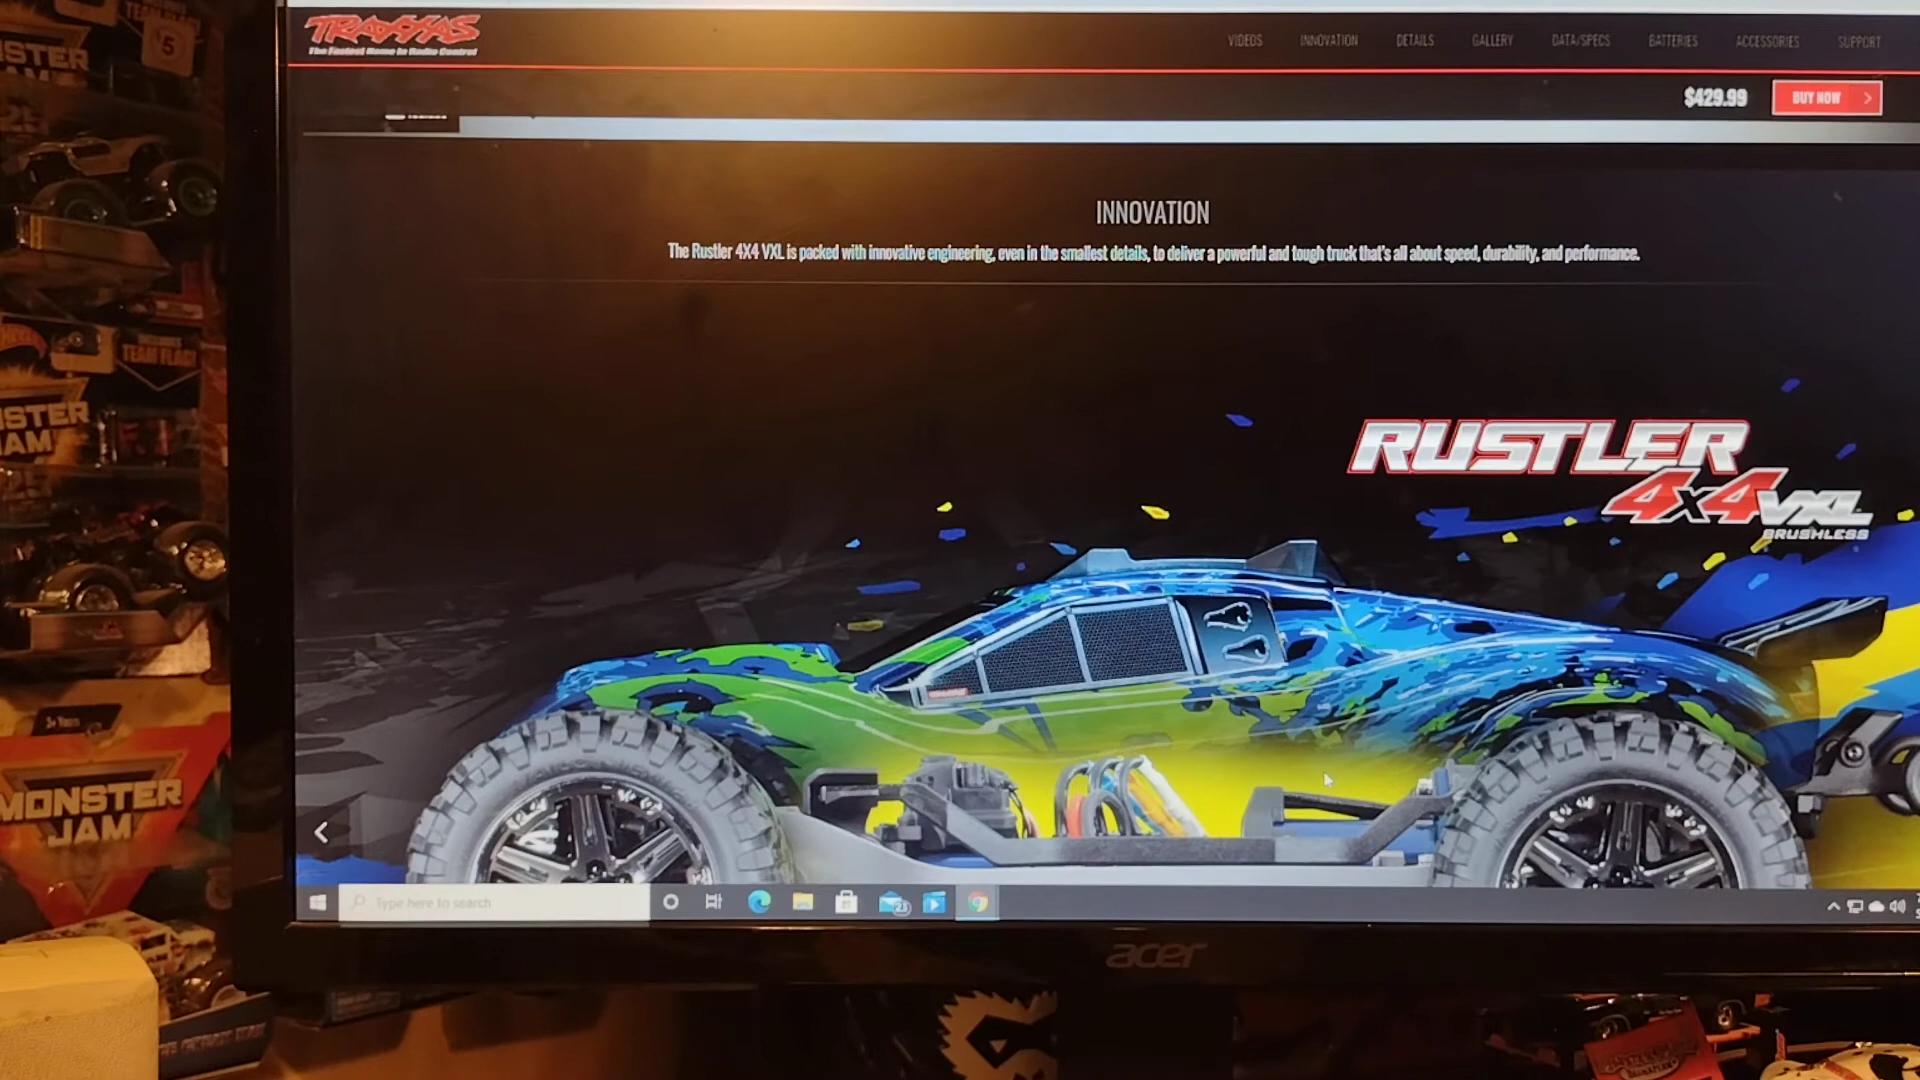 TRAXXAS
The Fastest Name in Radio Control
VIDEOS INNOVATION DETAILS GALLERY DATA/SPECS BATTERIES ACCESSORIES SUPPORT
$429.99
BUY NOW
INNOVATION
The Rustler 4X4 VXL is packed with innovative engineering, even in the smallest details, to deliver a powerful and tough truck that's all about speed, durability, and performance.
RUSTLER
4x4 VXL
BRUSHLESS
Type here to search
23
acer
TEAM FLAG!
MONSTER
JAM